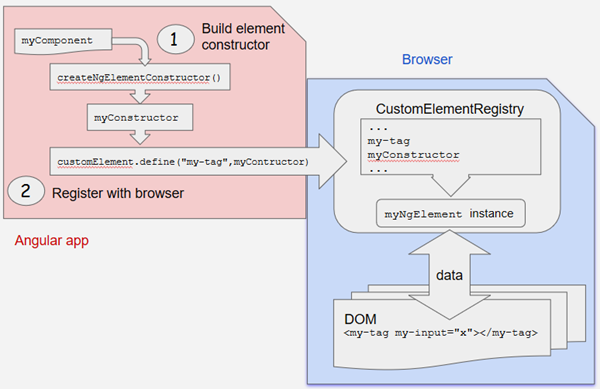 myComponent
1
Build element
constructor
createNgElementConstructor()
myConstructor
customElement.define("my-tag",myContructor)
2
Register with browser
Angular app
Browser
CustomElementRegistry
...
my-tag
myConstructor
...
myNgElement instance
data
DOM
<my-tag my-input="x"></my-tag>